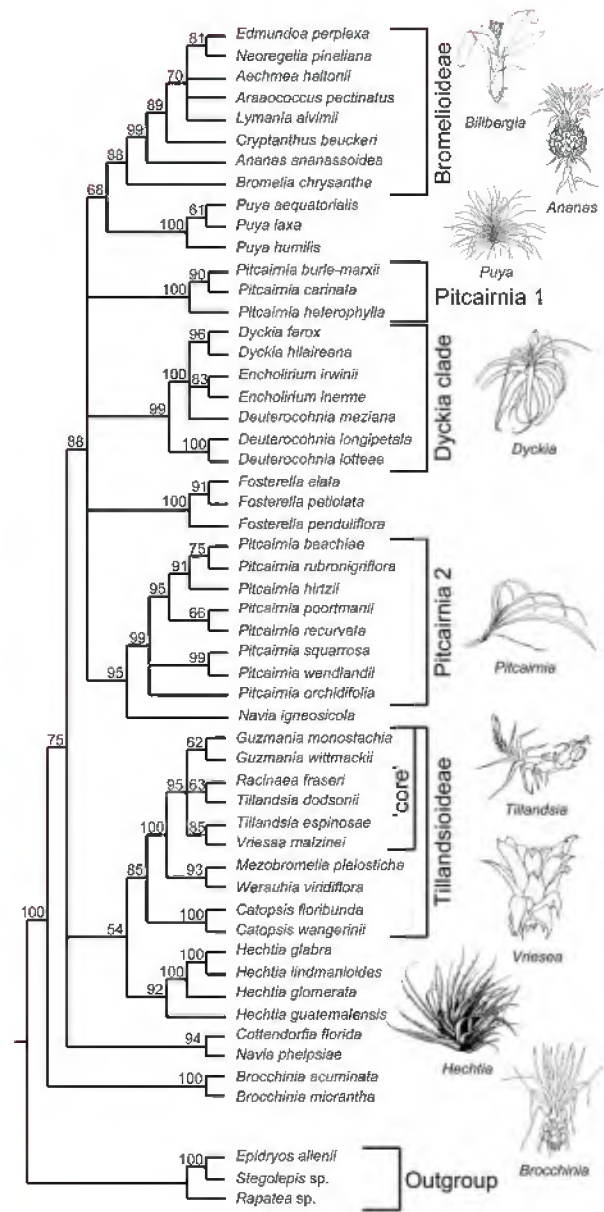 Edmundoa perplexa
Neoregelia pineliana
Aechmea haltonii
Araeococcus pectinatus
Lymania alvimii
Cryptanthus beuckeri
Ananas ananassoidea
Bromelia chrysantha
Puya aequatorialis
Puya laxa
Puya humilis
Pitcairnia burle-marxii
Pitcairnia carinata
Pitcairnia heterophylla
Dyckia ferox
Dyckia hilaireana
Encholirium irwinii
Encholirium inerme
Deuterocohnia meziana
Deuterocohnia longipetala
Deuterocohnia lotteae
Fosterella elata
Fosterella petiolata
Fosterella penduliflora
Pitcairnia beachiae
Pitcairnia rubronigriflora
Pitcairnia hirtzii
Pitcairnia poortmanii
Pitcairnia recurvata
Pitcairnia squarrosa
Pitcairnia wendlandii
Pitcairnia orchidifolia
Navia igneosicola
Guzmania monostachia
Guzmania wittmackii
Racinaea fraseri
Tillandsia dodsonii
Tillandsia espinosae
Vriesea malzinei
Mezobromelia pleiosticha
Werauhia viridiflora
Catopsis floribunda
Catopsis wangerinii
Hechtia glabra
Hechtia lindmanioides
Hechtia glomerata
Hechtia guatemalensis
Cottendorfia florida
Navia phelpsiae
Brocchinia acuminata
Brocchinia micrantha
Epidryos allenii
Stegolepis sp.
Rapatea sp.
81
70
89
99
88
68
61
100
90
100
96
100
83
99
100
88
91
100
75
91
95
66
99
99
95
62
95
63
85
100
93
85
100
75
54
100
100
92
94
100
100
100
Bromelioideae
Pitcairnia 1
Dyckia clade
Pitcairnia 2
'core'
Tillandsioideae
Outgroup
Billbergia
Ananas
Puya
Dyckia
Pitcairnia
Tillandsia
Vriesea
Hechtia
Brocchinia